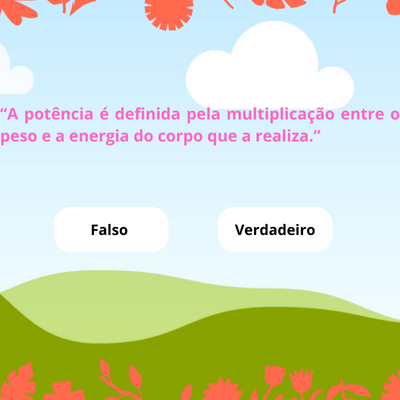 “A potência é definida pela multiplicação entre o
peso e a energia do corpo que a realiza.”
Falso
Verdadeiro